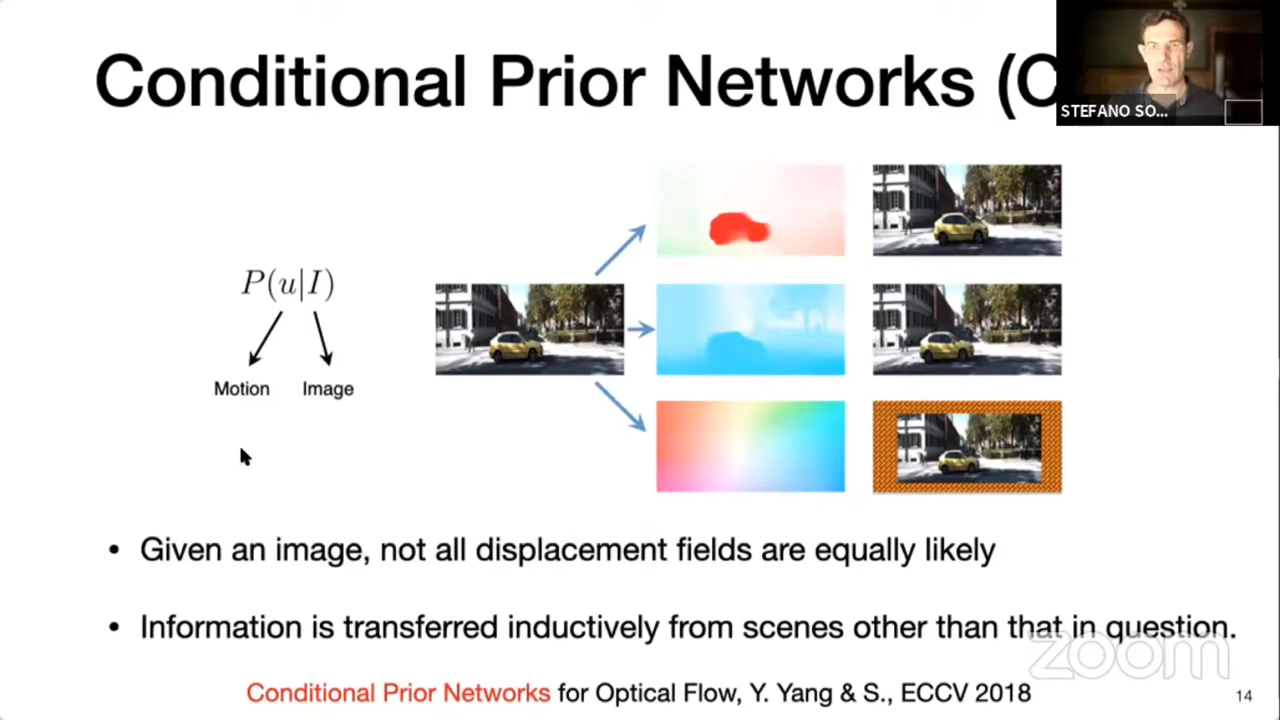 Conditional Prior Networks (C
STEFANO SO...
P(u|I)
Motion Image
• Given an image, not all displacement fields are equally likely
• Information is transferred inductively from scenes other than that in question.
zoom
Conditional Prior Networks for Optical Flow, Y. Yang & S., ECCV 2018
14